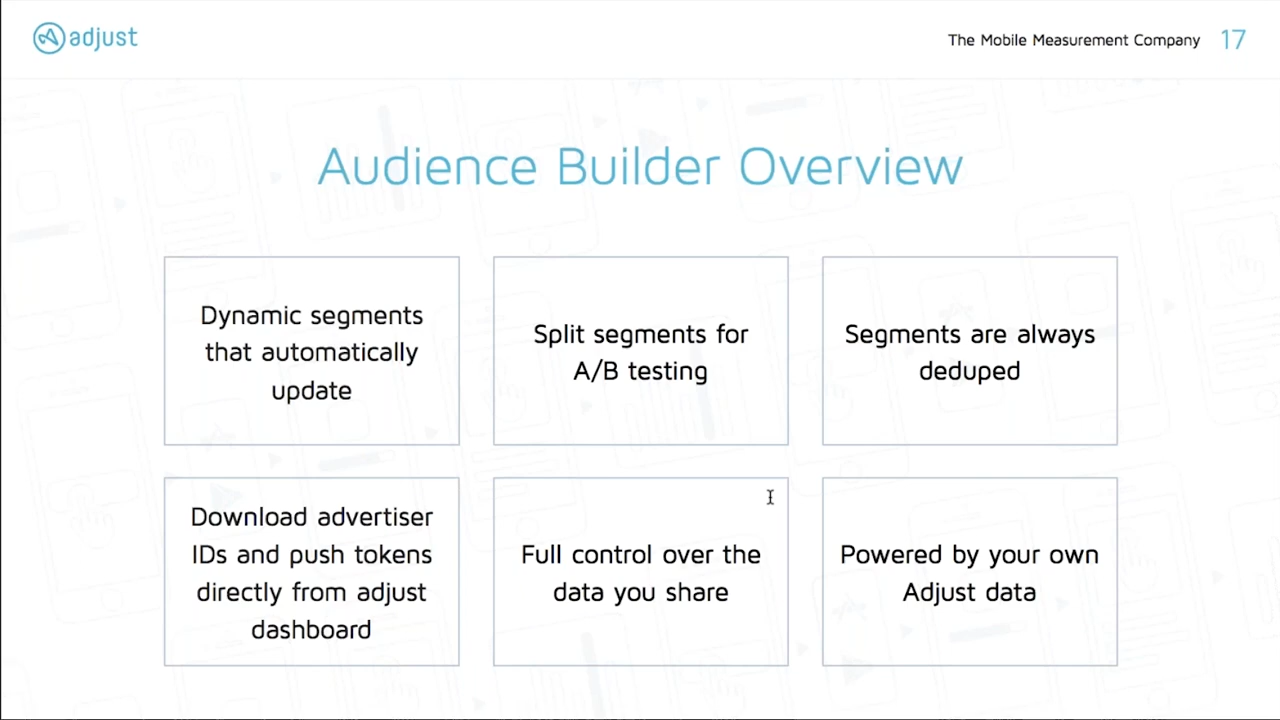 adjust
The Mobile Measurement Company 17
Audience Builder Overview
Dynamic segments
that automatically
update
Split segments for
A/B testing
Segments are always
deduped
Download advertiser
IDs and push tokens
directly from adjust
dashboard
Full control over the
data you share
Powered by your own
Adjust data